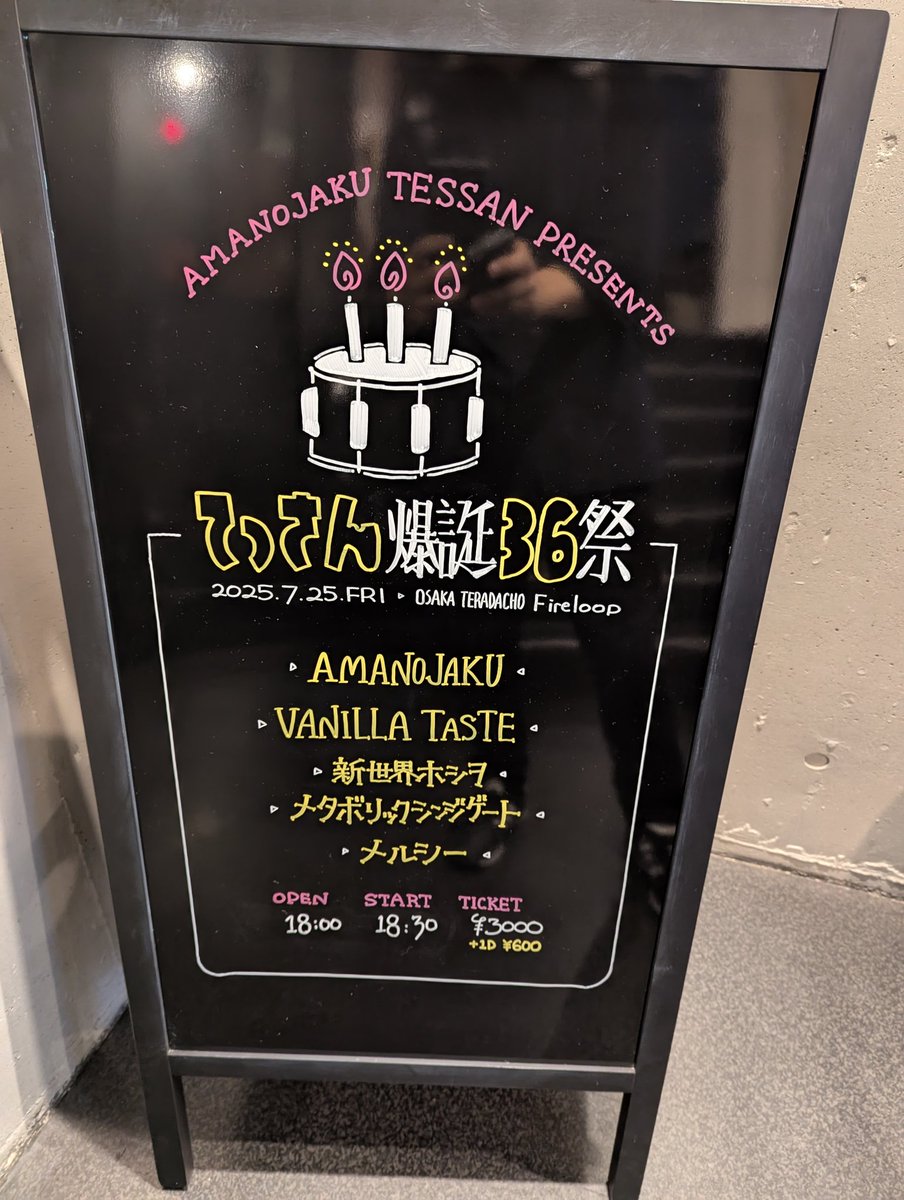 AMANOJAKU TESSAN PRESENTS
てっさん爆誕36祭
2025.7.25.FRI ▹ OSAKA TERADACHO Fireloop
▹ AMANOJAKU ◃
▹ VANILLA TASTE ◃
▹ 新世界ホシヲ ◃
▹ メタボリックシンジゲート ◃
▹ メルシー ◃
OPEN START TICKET
18:00 18:30 ¥3000
+1D ¥600